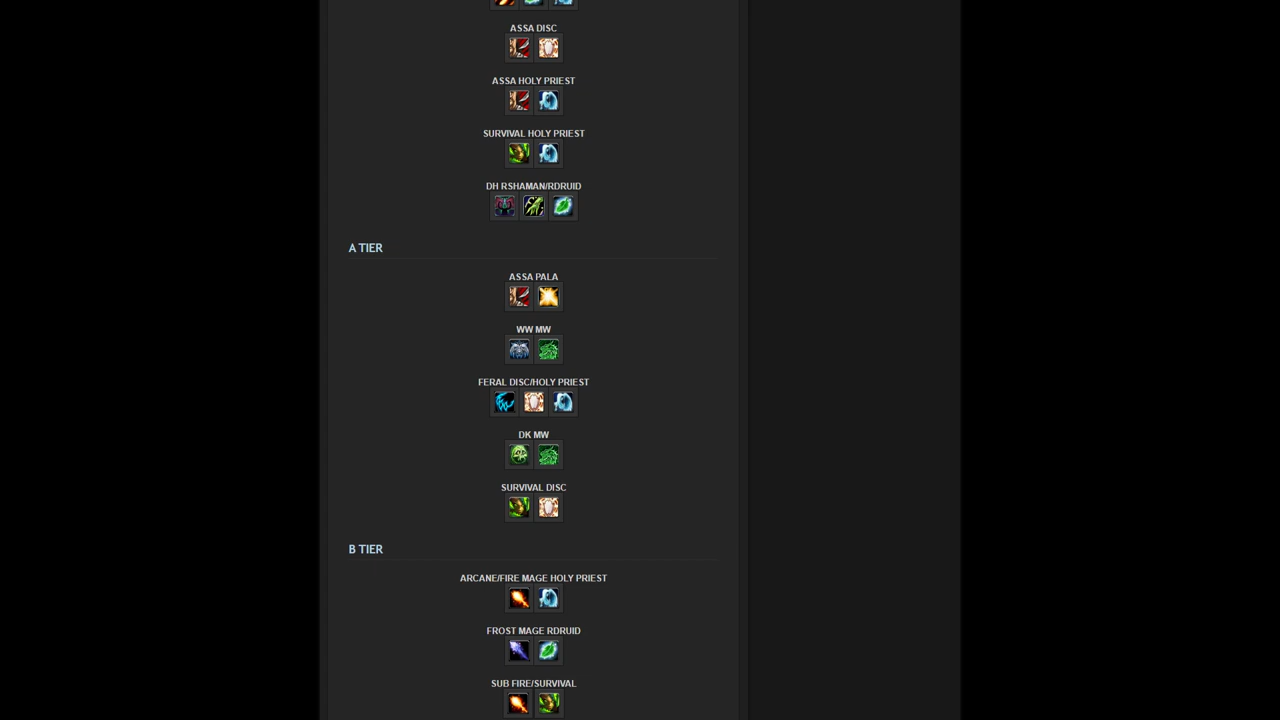 ASSA DISC
ASSA HOLY PRIEST
SURVIVAL HOLY PRIEST
DH RSHAMAN/RDRUID
A TIER
ASSA PALA
WW MW
FERAL DISC/HOLY PRIEST
DK MW
SURVIVAL DISC
B TIER
ARCANE/FIRE MAGE HOLY PRIEST
FROST MAGE RDRUID
SUB FIRE/SURVIVAL